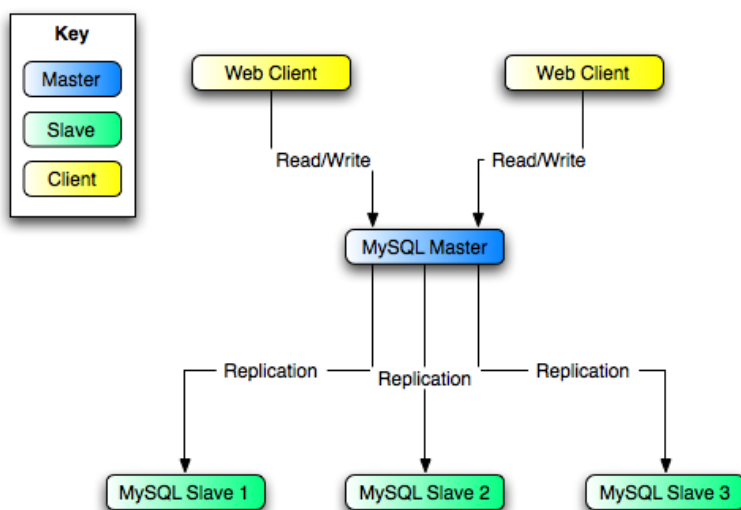 Key
Master
Slave
Client
Web Client
Web Client
Read/Write
Read/Write
MySQL Master
Replication
Replication
Replication
MySQL Slave 1
MySQL Slave 2
MySQL Slave 3